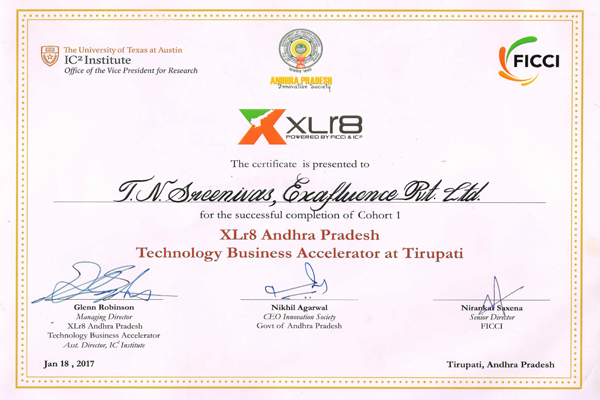 The University of Texas at Austin
IC² Institute
Office of the Vice President for Research
ANDHRA PRADESH
Innovation Society
FICCI
XLr8
POWERED BY FICCI & IC²
The certificate is presented to
T.N. Sreenivas, Exafluence Pvt. Ltd.
for the successful completion of Cohort 1
XLr8 Andhra Pradesh
Technology Business Accelerator at Tirupati
Glenn Robinson
Managing Director
XLr8 Andhra Pradesh
Technology Business Accelerator
Asst. Director, IC² Institute
Nikhil Agarwal
CEO Innovation Society
Govt of Andhra Pradesh
Nirankar Saxena
Sensor Director
FICCI
Jan 18 , 2017
Tirupati, Andhra Pradesh